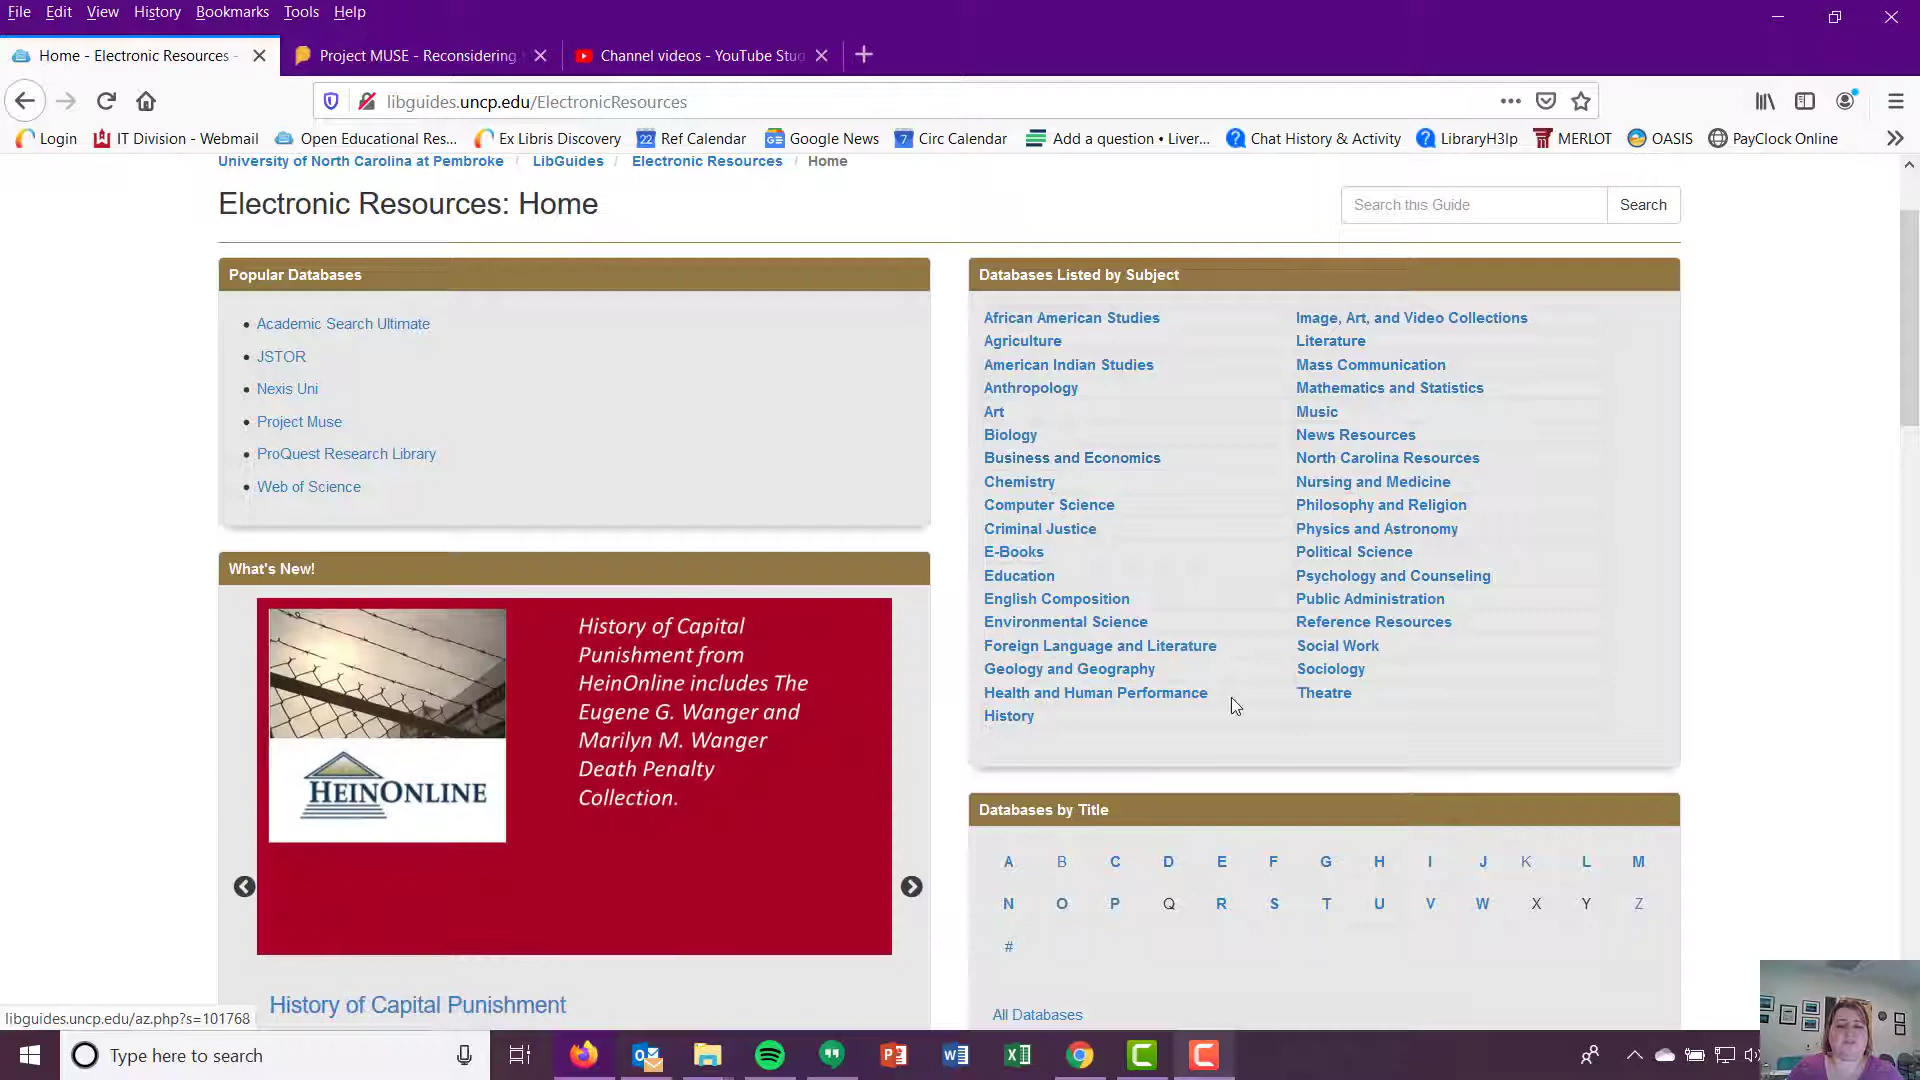 File Edit View History Bookmarks Tools Help
Home - Electronic Resources -
Project MUSE - Reconsidering
Channel videos - YouTube Stu
libguides.uncp.edu/ElectronicResources
Login
IT Division - Webmail
Open Educational Res...
Ex Libris Discovery
22 Ref Calendar
Google News
7 Circ Calendar
Add a question • Liver...
Chat History & Activity
LibraryH3lp
MERLOT
OASIS
PayClock Online
University of North Carolina at Pembroke / LibGuides / Electronic Resources / Home
Electronic Resources: Home
Search this Guide
Search
Popular Databases
Academic Search Ultimate
JSTOR
Nexis Uni
Project Muse
ProQuest Research Library
Web of Science
What's New!
History of Capital
Punishment from
HeinOnline includes The
Eugene G. Wanger and
Marilyn M. Wanger
Death Penalty
Collection.
HEINONLINE
History of Capital Punishment
Databases Listed by Subject
African American Studies
Agriculture
American Indian Studies
Anthropology
Art
Biology
Business and Economics
Chemistry
Computer Science
Criminal Justice
E-Books
Education
English Composition
Environmental Science
Foreign Language and Literature
Geology and Geography
Health and Human Performance
History
Image, Art, and Video Collections
Literature
Mass Communication
Mathematics and Statistics
Music
News Resources
North Carolina Resources
Nursing and Medicine
Philosophy and Religion
Physics and Astronomy
Political Science
Psychology and Counseling
Public Administration
Reference Resources
Social Work
Sociology
Theatre
Databases by Title
A B C D E F G H I J K L M
N O P Q R S T U V W X Y Z
#
All Databases
libguides.uncp.edu/az.php?s=101768
Type here to search